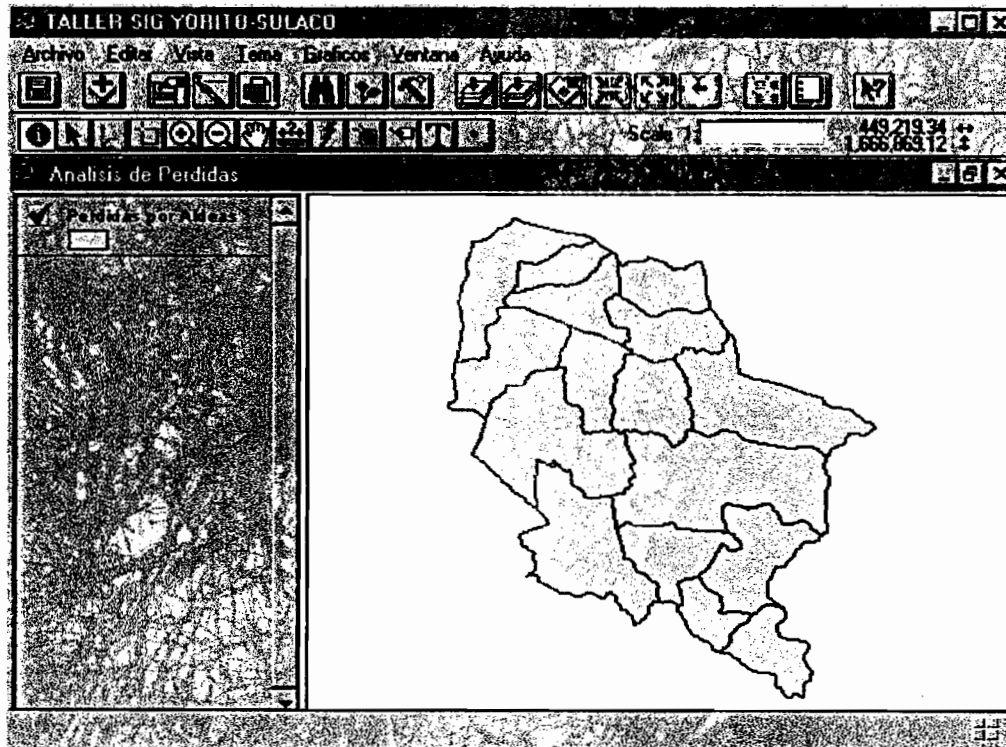 TALLER SIG YORITO-SULACO
Archivo Editar Vista Tema Gráficos Ventana Ayuda
Scale 1: 449,219.34
1,666,869.12
Analisis de Perdidas
Perdidas por Aldeas